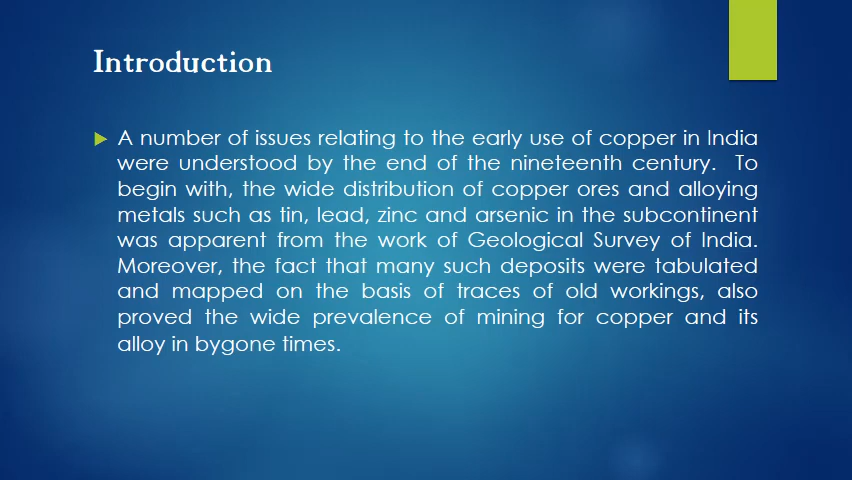 Introduction
A number of issues relating to the early use of copper in India
were understood by the end of the nineteenth century.  To
begin with, the wide distribution of copper ores and alloying
metals such as tin, lead, zinc and arsenic in the subcontinent
was apparent from the work of Geological Survey of India.
Moreover, the fact that many such deposits were tabulated
and mapped on the basis of traces of old workings, also
proved the wide prevalence of mining for copper and its
alloy in bygone times.